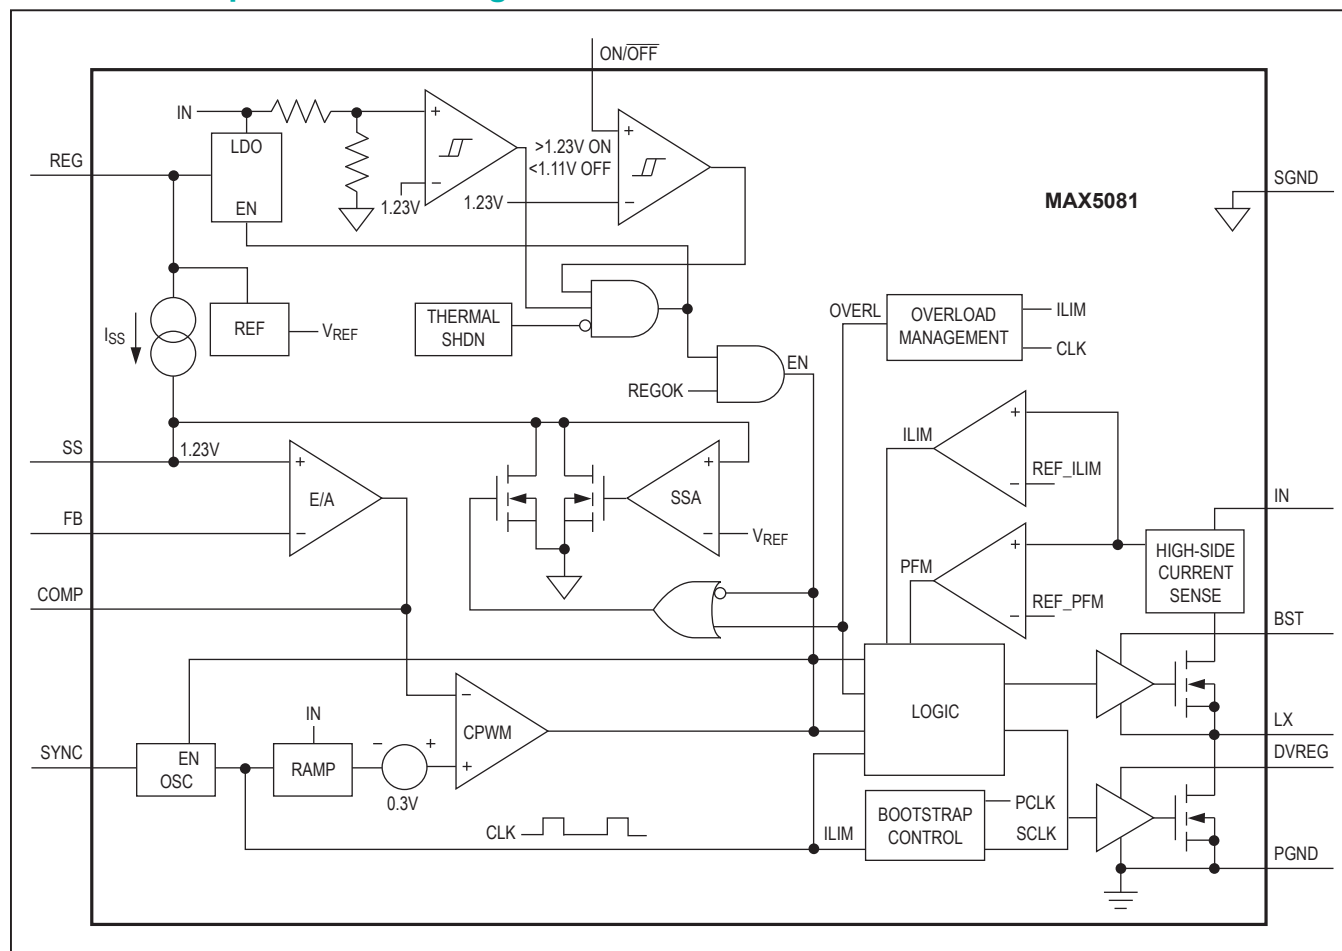 ON/OFF
IN
LDO
+
>1.23V ON
<1.11V OFF
+
REG
EN
−
1.23V
1.23V
−
SGND
MAX5081
ISS
REF
VREF
THERMAL
SHDN
OVERL
OVERLOAD
MANAGEMENT
ILIM
CLK
EN
REGOK
SS
1.23V
+
E/A
−
FB
+
SSA
−
VREF
ILIM
+
REF_ILIM
−
IN
COMP
PFM
+
REF_PFM
−
HIGH-SIDE
CURRENT
SENSE
BST
LOGIC
LX
−
CPWM
+
IN
SYNC
EN
OSC
RAMP
−
+
0.3V
DVREG
CLK
ILIM
BOOTSTRAP
CONTROL
PCLK
SCLK
PGND